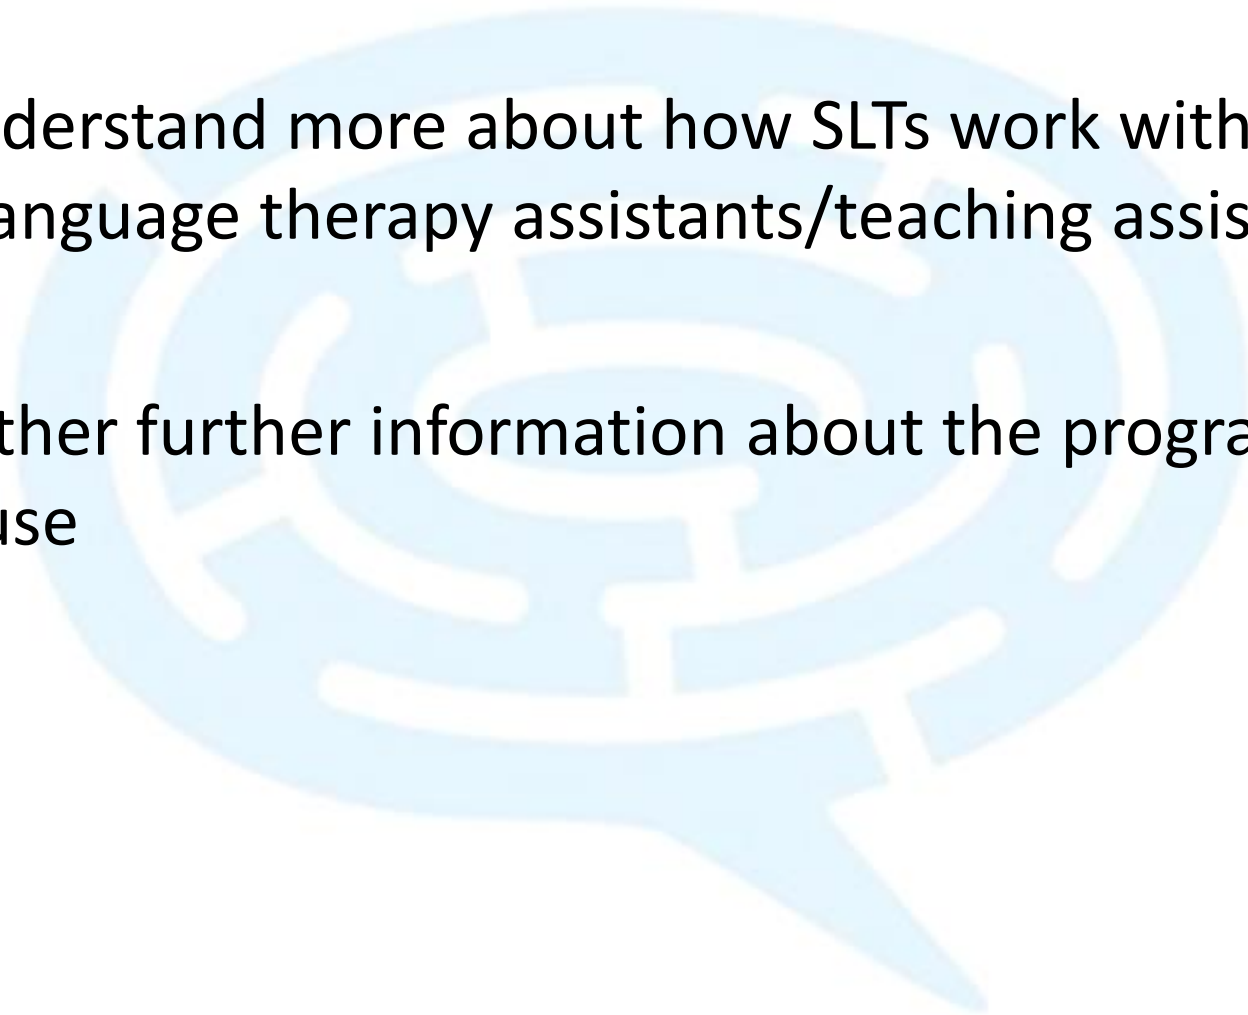 derstand more about how SLTs work with
anguage therapy assistants/teaching assis
ther further information about the progra
use